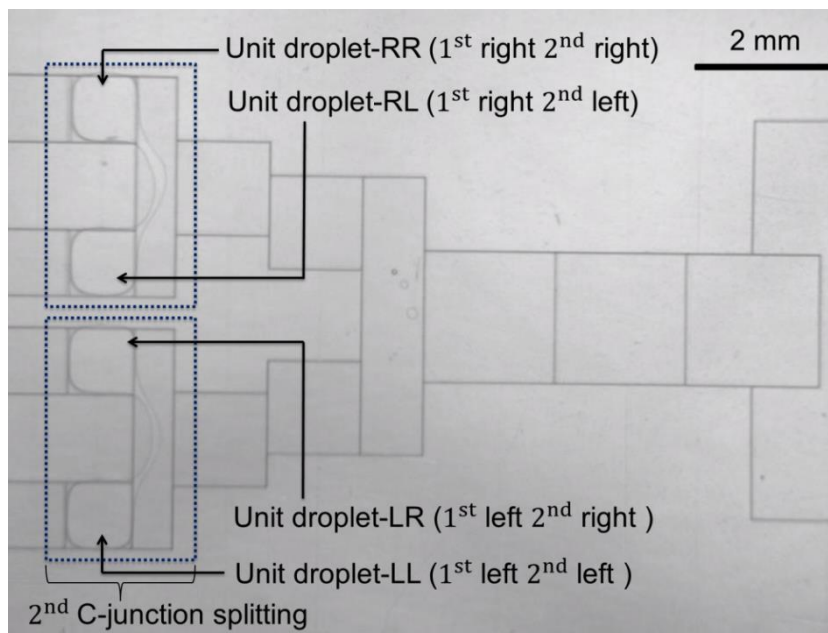 Unit droplet-RR (1st right 2nd right)
2 mm
Unit droplet-RL (1st right 2nd left)
Unit droplet-LR (1st left 2nd right )
Unit droplet-LL (1st left 2nd left )
2nd C-junction splitting